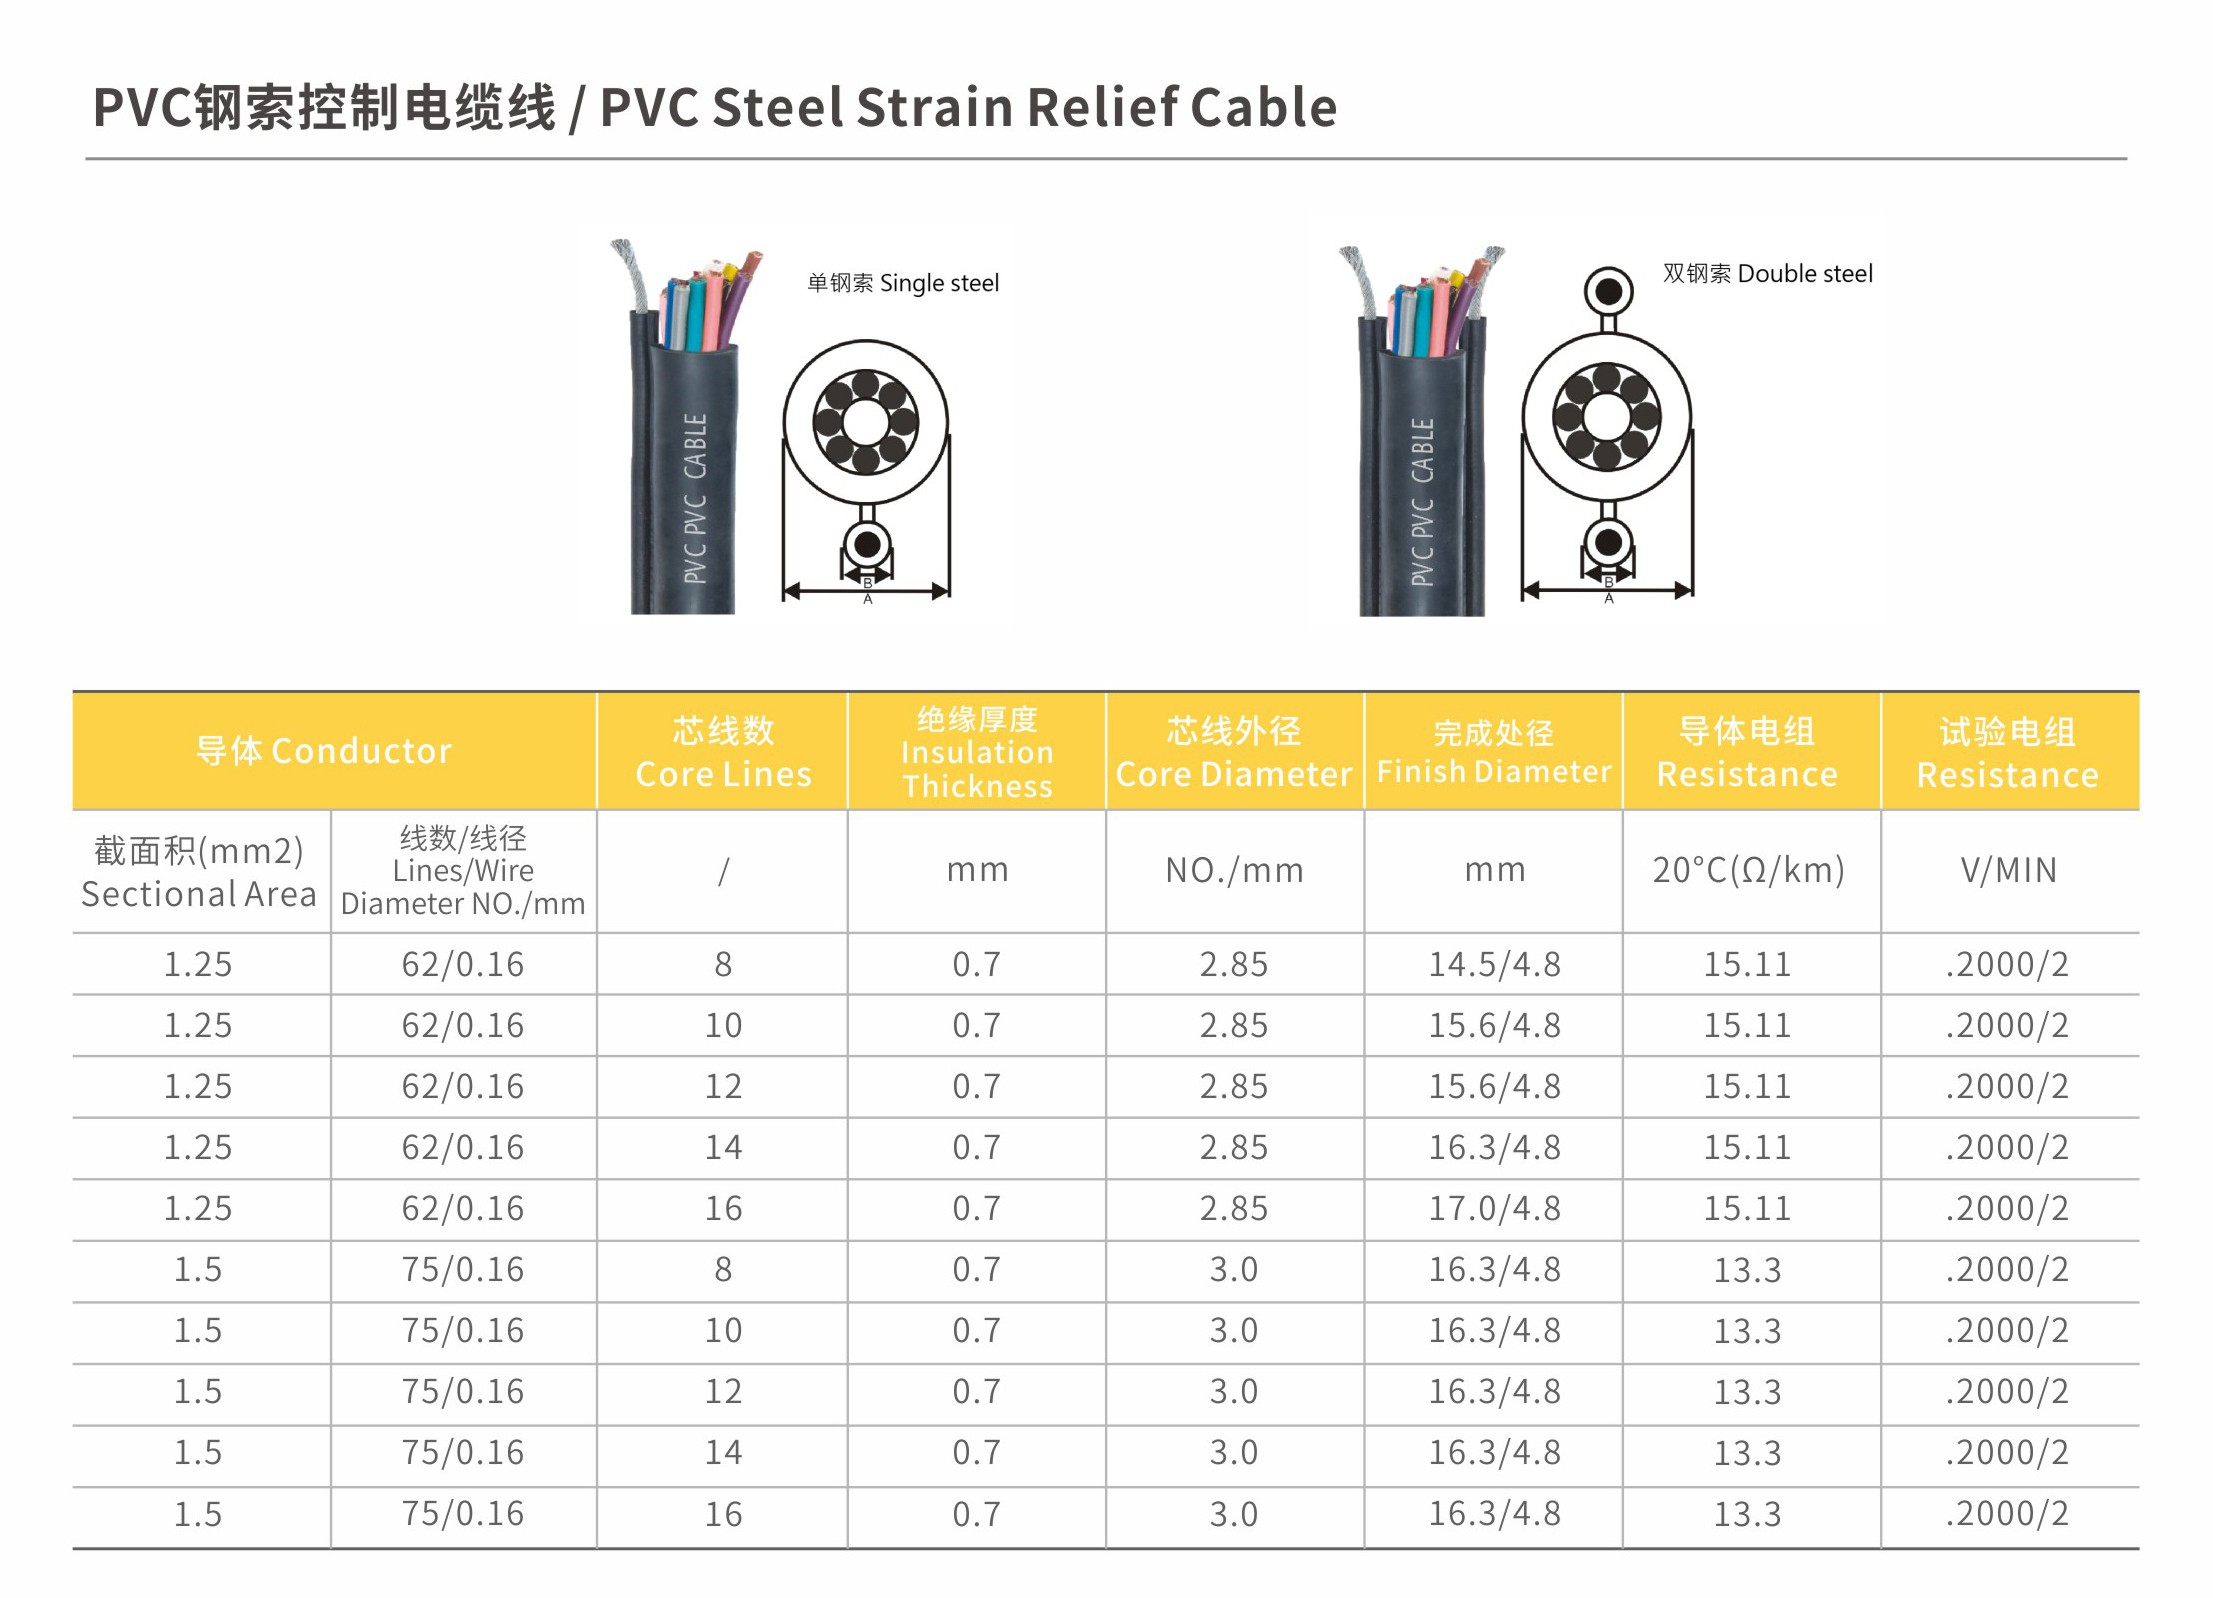 PVC钢索控制电缆线 / PVC Steel Strain Relief Cable
单钢索 Single steel
双钢索 Double steel
PVC PVC CABLE
B
A
PVC PVC CABLE
B
A
导体 Conductor
芯线数
Core Lines
绝缘厚度
Insulation
Thickness
芯线外径
Core Diameter
完成处径
Finish Diameter
导体电组
Resistance
试验电组
Resistance
截面积(mm2)
Sectional Area
线数/线径
Lines/Wire
Diameter NO./mm
/
mm
NO./mm
mm
20°C(Ω/km)
V/MIN
1.25 62/0.16 8 0.7 2.85 14.5/4.8 15.11 .2000/2
1.25 62/0.16 10 0.7 2.85 15.6/4.8 15.11 .2000/2
1.25 62/0.16 12 0.7 2.85 15.6/4.8 15.11 .2000/2
1.25 62/0.16 14 0.7 2.85 16.3/4.8 15.11 .2000/2
1.25 62/0.16 16 0.7 2.85 17.0/4.8 15.11 .2000/2
1.5 75/0.16 8 0.7 3.0 16.3/4.8 13.3 .2000/2
1.5 75/0.16 10 0.7 3.0 16.3/4.8 13.3 .2000/2
1.5 75/0.16 12 0.7 3.0 16.3/4.8 13.3 .2000/2
1.5 75/0.16 14 0.7 3.0 16.3/4.8 13.3 .2000/2
1.5 75/0.16 16 0.7 3.0 16.3/4.8 13.3 .2000/2